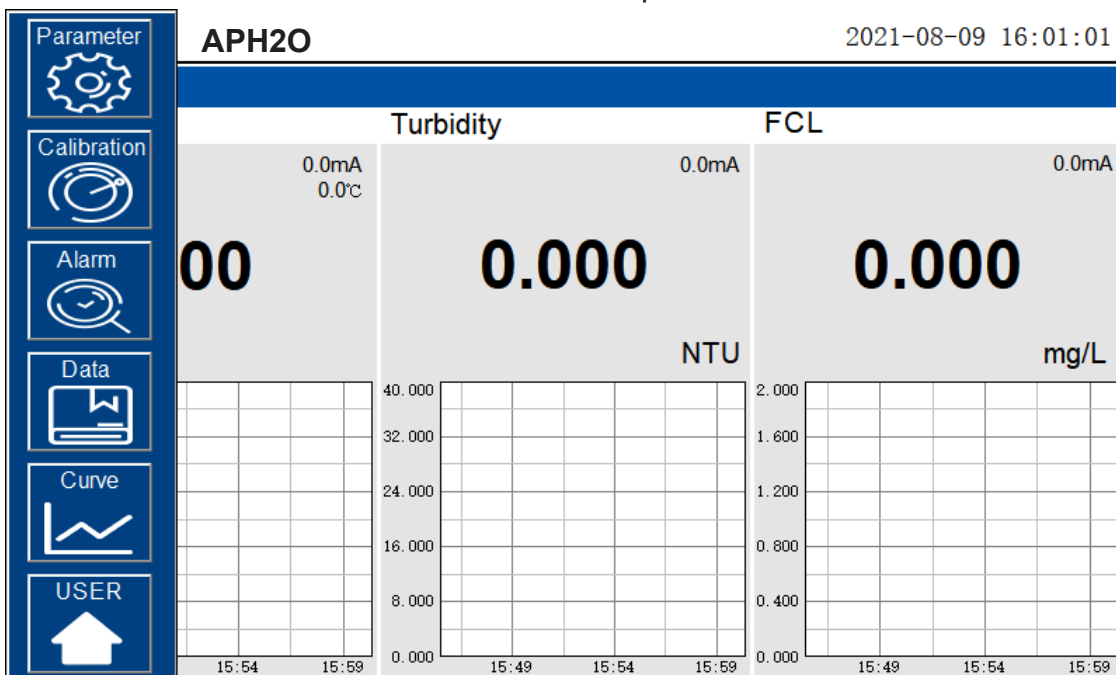 Parameter
APH2O
2021-08-09 16:01:01
Calibration
Alarm
Data
Curve
USER
0.0mA
0.0℃
00
15:54 15:59
Turbidity
0.0mA
0.000
NTU
40.000
32.000
24.000
16.000
8.000
0.000
15:49 15:54 15:59
FCL
0.0mA
0.000
mg/L
2.000
1.600
1.200
0.800
0.400
0.000
15:49 15:54 15:59